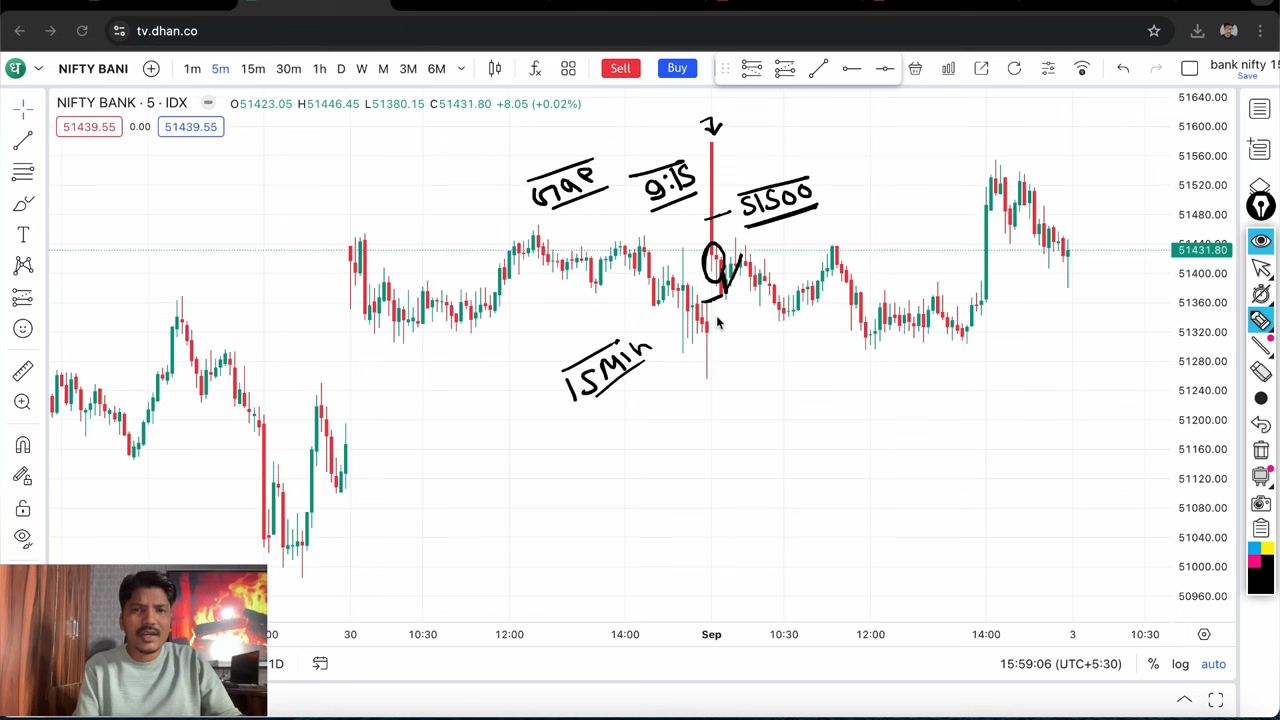 tv.dhan.co
NIFTY BANI 1m 5m 15m 30m 1h D W M 3M 6M Sell Buy bank nifty 15
Save
NIFTY BANK · 5 · IDX O51423.05 H51446.45 L51380.15 C51431.80 +8.05 (+0.02%)
51439.55 0.00 51439.55
51640.00
51600.00
51560.00
51520.00
51480.00
51440.00
51431.80
51400.00
51360.00
51320.00
51280.00
51240.00
51200.00
51160.00
51120.00
51080.00
51040.00
51000.00
50960.00
Gap 9:15 51500
15 Min
:00 30 10:30 12:00 14:00 Sep 10:30 12:00 14:00 3 10:30
1D 15:59:06 (UTC+5:30) % log auto